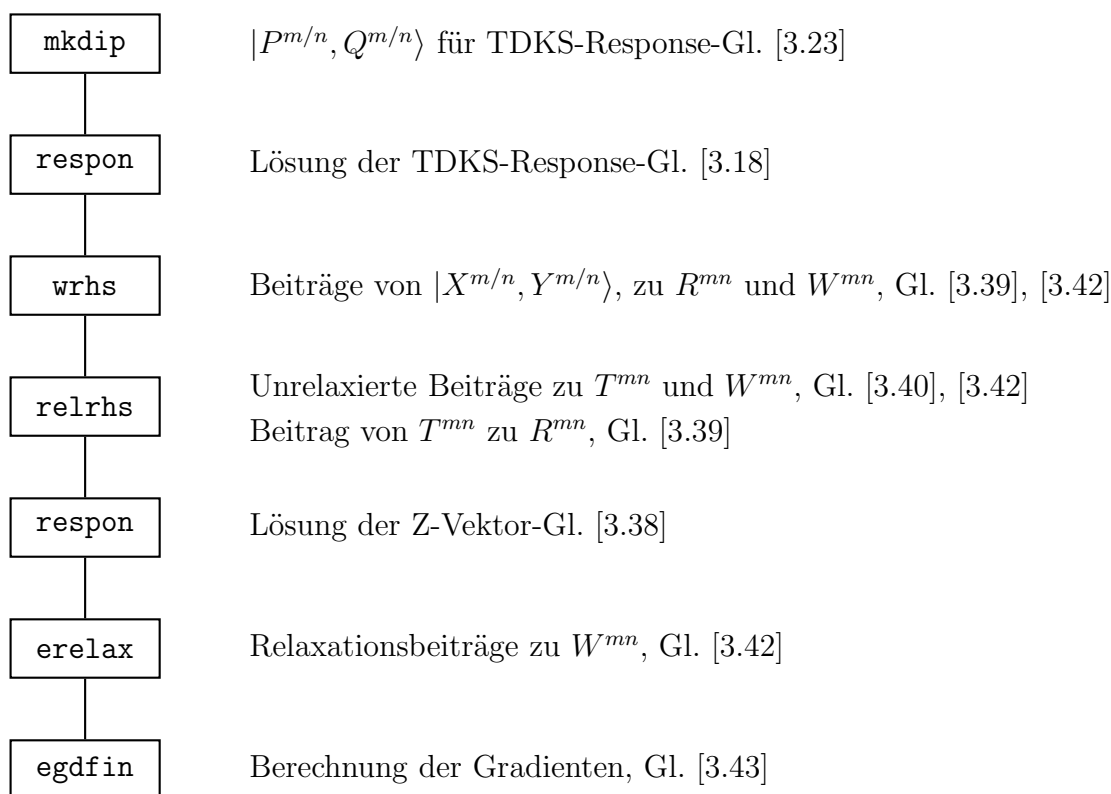 mkdip |P^{m/n}, Q^{m/n}⟩ für TDKS-Response-Gl. [3.23]
respon Lösung der TDKS-Response-Gl. [3.18]
wrhs Beiträge von |X^{m/n}, Y^{m/n}⟩, zu R^{mn} und W^{mn}, Gl. [3.39], [3.42]
relrhs Unrelaxierte Beiträge zu T^{mn} und W^{mn}, Gl. [3.40], [3.42]
Beitrag von T^{mn} zu R^{mn}, Gl. [3.39]
respon Lösung der Z-Vektor-Gl. [3.38]
erelax Relaxationsbeiträge zu W^{mn}, Gl. [3.42]
egdfin Berechnung der Gradienten, Gl. [3.43]